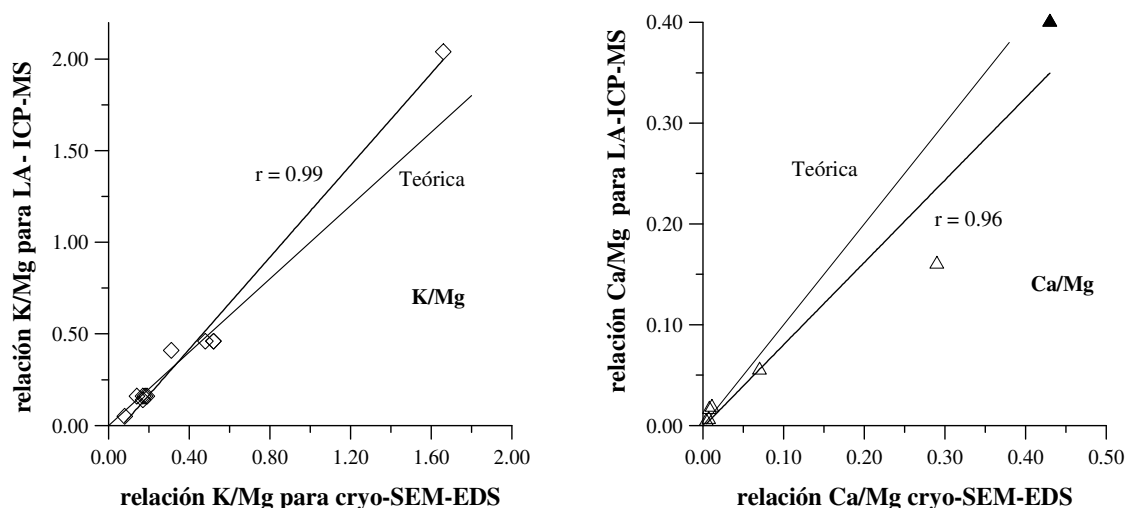 relación K/Mg para LA- ICP-MS
2.00
1.50
1.00
0.50
0.00
r = 0.99
Teórica
K/Mg
0.00 0.40 0.80 1.20 1.60 2.00
relación K/Mg para cryo-SEM-EDS
relación Ca/Mg para LA-ICP-MS
0.40
0.30
0.20
0.10
0.00
Teórica
r = 0.96
Ca/Mg
0.00 0.10 0.20 0.30 0.40 0.50
relación Ca/Mg cryo-SEM-EDS